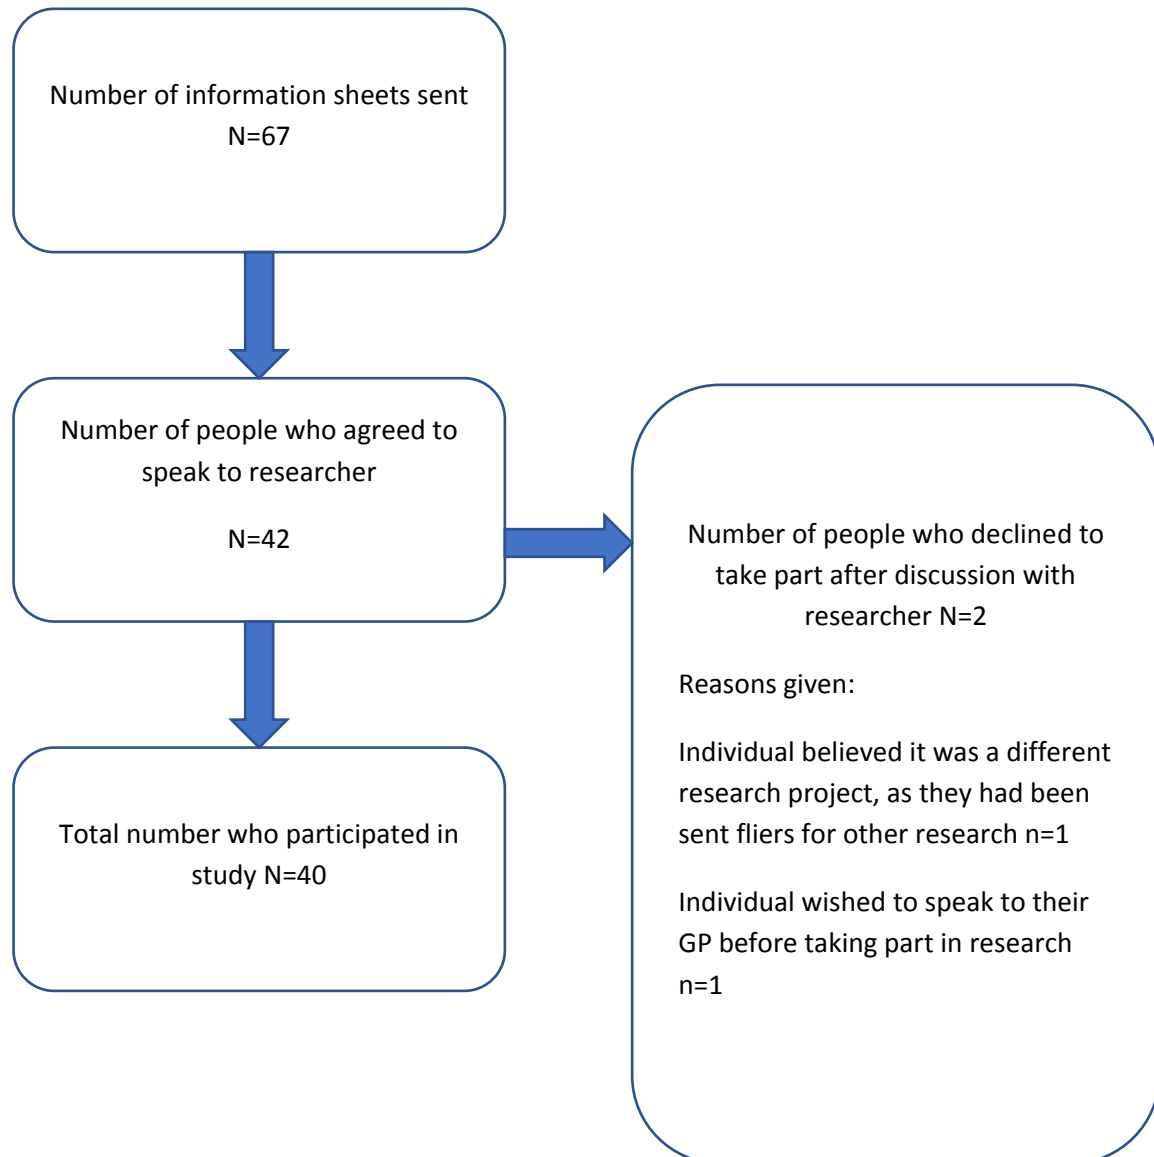 Number of information sheets sent
N=67
Number of people who agreed to
speak to researcher
N=42
Number of people who declined to
take part after discussion with
researcher N=2
Reasons given:
Individual believed it was a different
research project, as they had been
sent fliers for other research n=1
Individual wished to speak to their
GP before taking part in research
n=1
Total number who participated in
study N=40